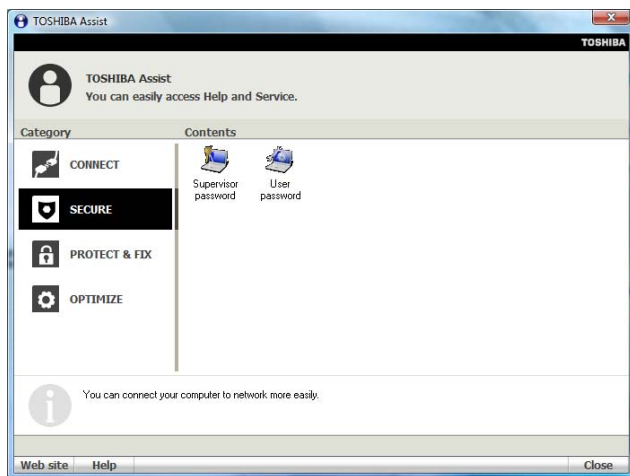 TOSHIBA Assist
TOSHIBA
TOSHIBA Assist
You can easily access Help and Service.
Category
Contents
CONNECT
SECURE
PROTECT & FIX
OPTIMIZE
Supervisor
password
User
password
You can connect your computer to network more easily.
Web site
Help
Close